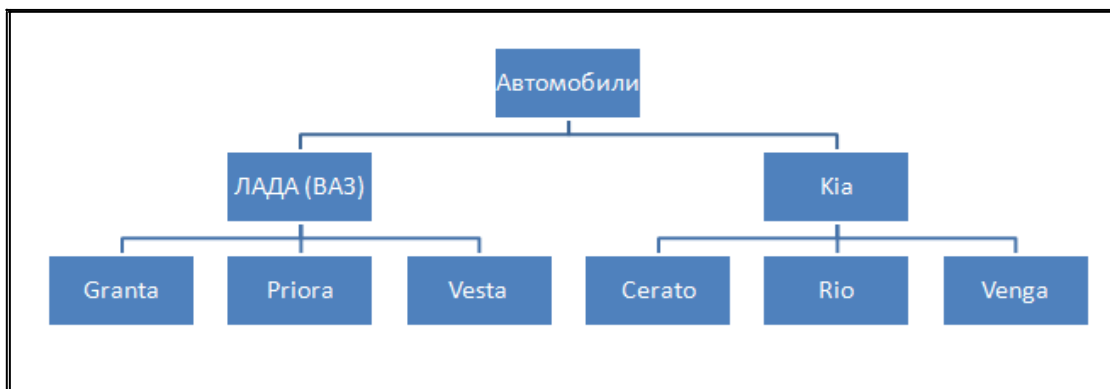 Автомобили
ЛАДА (ВАЗ)
Kia
Granta
Priora
Vesta
Cerato
Rio
Venga